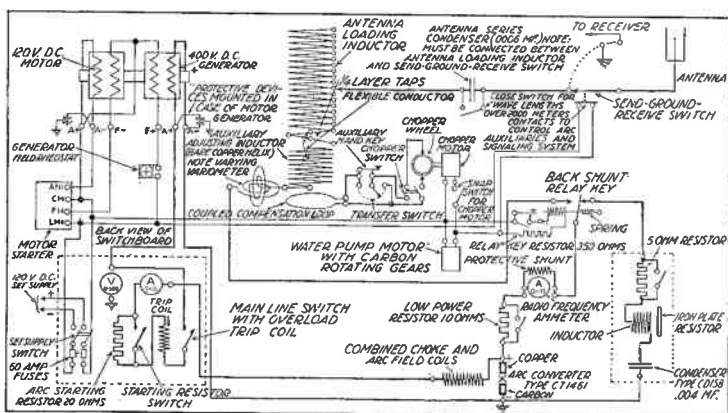 120 V. D.C.
MOTOR
400 V. D.C.
GENERATOR
PROTECTIVE DEVI-
CES MOUNTED IN
CASE OF MOTOR
GENERATOR
ANTENNA
LOADING
INDUCTOR
LAYER TAPS
FLEXIBLE CONDUCTOR
ANTENNA SERIES
CONDENSER (.0006 MF.) NOTE:
MUST BE CONNECTED BETWEEN
ANTENNA LOADING INDUCTOR
AND SEND-GROUND-RECEIVE SWITCH
TO RECEIVER
ANTENNA
CLOSE SWITCH FOR
WAVE LENGTHS
OVER 2000 METERS
CONTACTS TO
CONTROL ARC
AUXILIARIES AND
SIGNALING SYSTEM
SEND-GROUND-
RECEIVE SWITCH
A+ A- F- F+ A- A+
GENERATOR
FIELD RHEOSTAT
AUXILIARY
ADJUSTING INDUCTOR
(BARE COPPER HELIX)
NOTE VARYING
VARIOMETER
AUXILIARY
HAND KEY
CHOPPER
SWITCH
CHOPPER
WHEEL
CHOPPER
MOTOR
SNAP
SWITCH
FOR
CHOPPER
MOTOR
COUPLED COMPENSATION LOOP
TRANSFER SWITCH
BACK SHUNT
RELAY KEY
SPRING
MOTOR
STARTER
BACK VIEW OF
SWITCHBOARD
WATER PUMP MOTOR
WITH CARBON
ROTATING GEARS
RELAY KEY RESISTOR 350 OHMS
PROTECTIVE SHUNT
5 OHM RESISTOR
120 V. D.C.
SET SUPPLY
V
A
TRIP
COIL
MAIN LINE SWITCH
WITH OVERLOAD
TRIP COIL
LOW POWER
RESISTOR 10 OHMS
A
RADIO FREQUENCY
AMMETER
INDUCTOR
IRON PLATE
RESISTOR
SET SUPPLY
SWITCH
60 AMP
FUSES
ARC STARTING
RESISTOR 20 OHMS
STARTING RESISTOR
SWITCH
COMBINED CHOKE AND
ARC FIELD COILS
COPPER
ARC CONVERTER
TYPE CT1461
CARBON
CONDENSER
TYPE CD158
.004 MF.